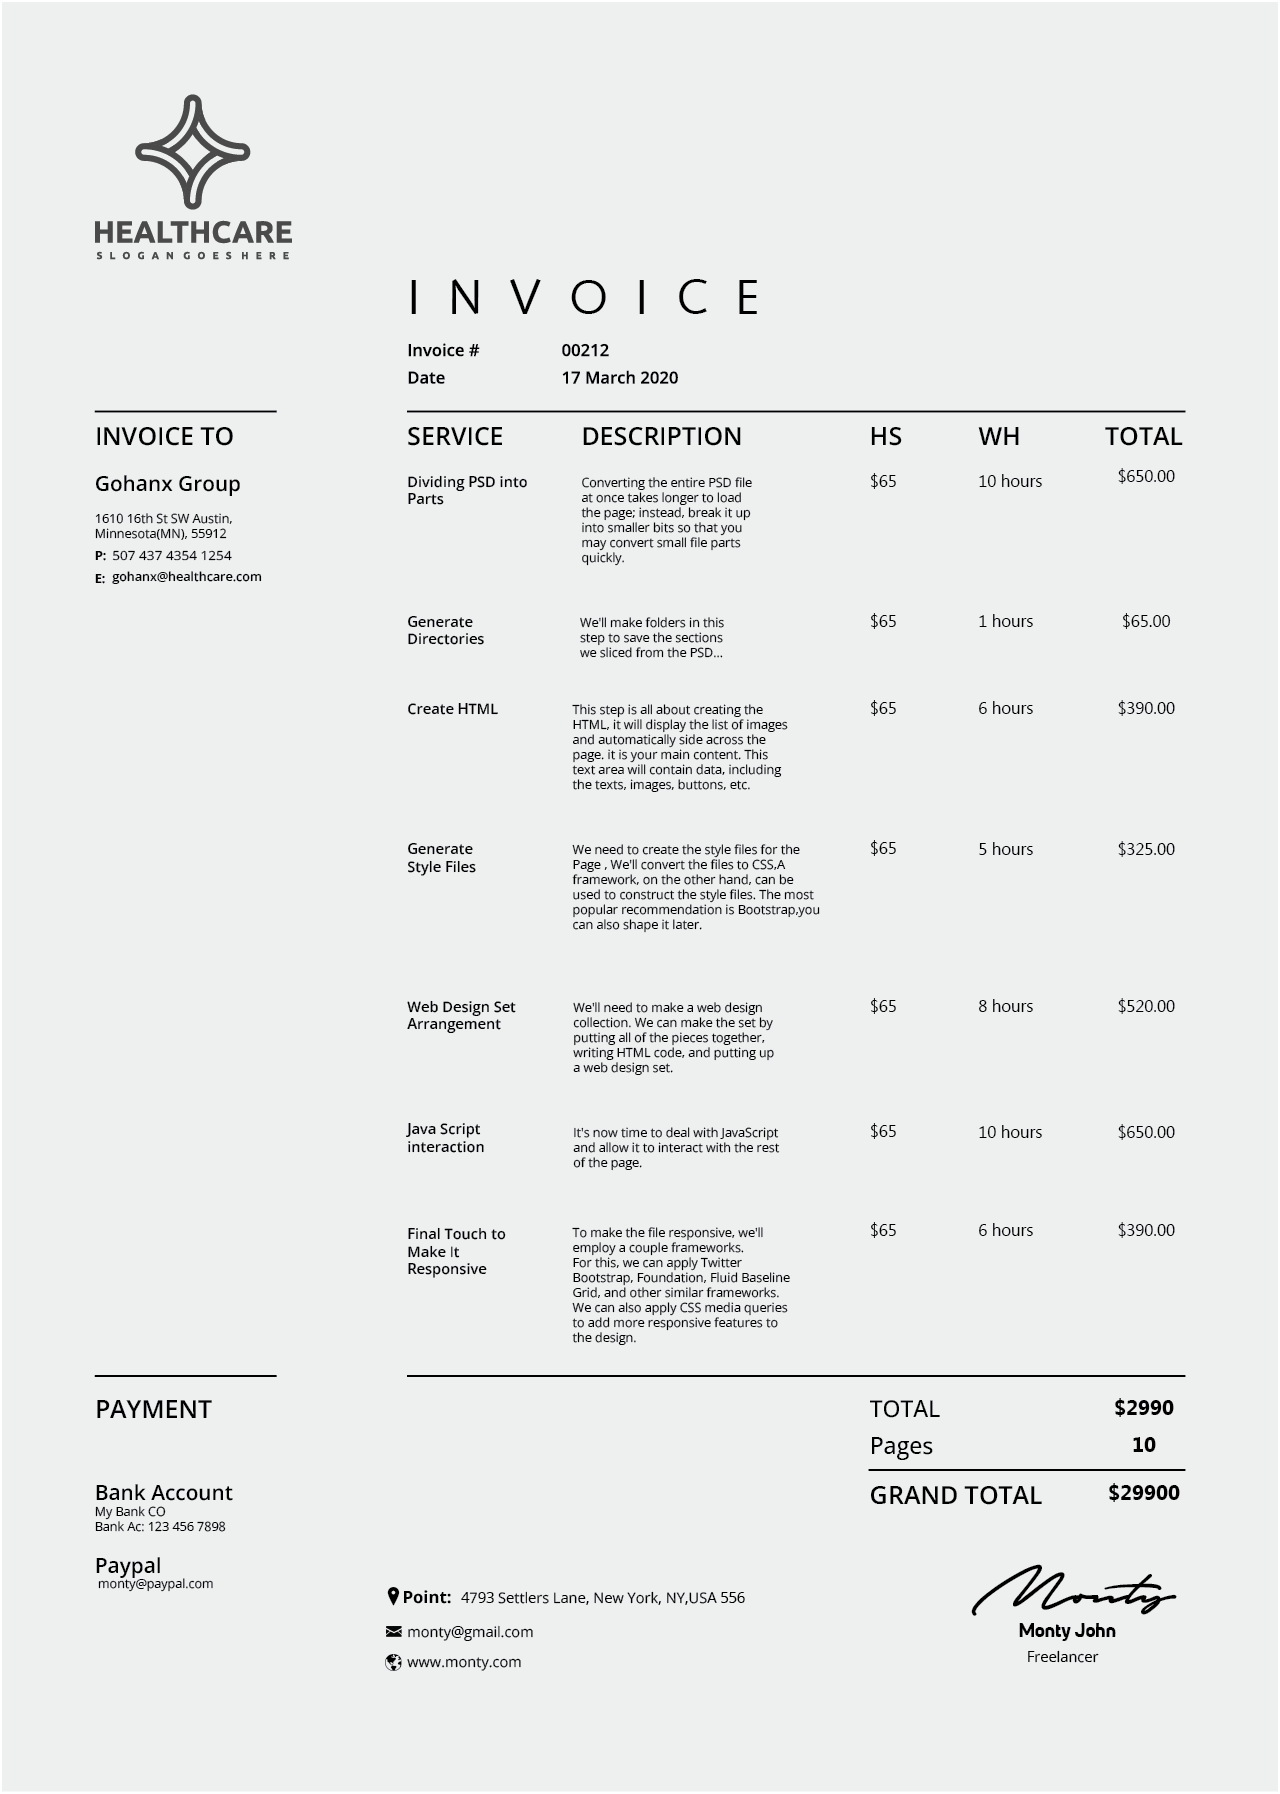 HEALTHCARE
SLOGAN GOES HERE
INVOICE
Invoice # 00212
Date 17 March 2020
INVOICE TO
Gohanx Group
1610 16th St SW Austin,
Minnesota(MN), 55912
P: 507 437 4354 1254
E: gohanx@healthcare.com
SERVICE DESCRIPTION HS WH TOTAL
Dividing PSD into
Parts
Converting the entire PSD file
at once takes longer to load
the page; instead, break it up
into smaller bits so that you
may convert small file parts
quickly.
$65 10 hours $650.00
Generate
Directories
We'll make folders in this
step to save the sections
we sliced from the PSD...
$65 1 hours $65.00
Create HTML
This step is all about creating the
HTML, it will display the list of images
and automatically side across the
page. it is your main content. This
text area will contain data, including
the texts, images, buttons, etc.
$65 6 hours $390.00
Generate
Style Files
We need to create the style files for the
Page , We'll convert the files to CSS,A
framework, on the other hand, can be
used to construct the style files. The most
popular recommendation is Bootstrap,you
can also shape it later.
$65 5 hours $325.00
Web Design Set
Arrangement
We'll need to make a web design
collection. We can make the set by
putting all of the pieces together,
writing HTML code, and putting up
a web design set.
$65 8 hours $520.00
Java Script
interaction
It's now time to deal with JavaScript
and allow it to interact with the rest
of the page.
$65 10 hours $650.00
Final Touch to
Make It
Responsive
To make the file responsive, we'll
employ a couple frameworks.
For this, we can apply Twitter
Bootstrap, Foundation, Fluid Baseline
Grid, and other similar frameworks.
We can also apply CSS media queries
to add more responsive features to
the design.
$65 6 hours $390.00
PAYMENT
Bank Account
My Bank CO
Bank Ac: 123 456 7898
Paypal
monty@paypal.com
TOTAL $2990
Pages 10
GRAND TOTAL $29900
Point: 4793 Settlers Lane, New York, NY,USA 556
monty@gmail.com
www.monty.com
Monty
Monty John
Freelancer